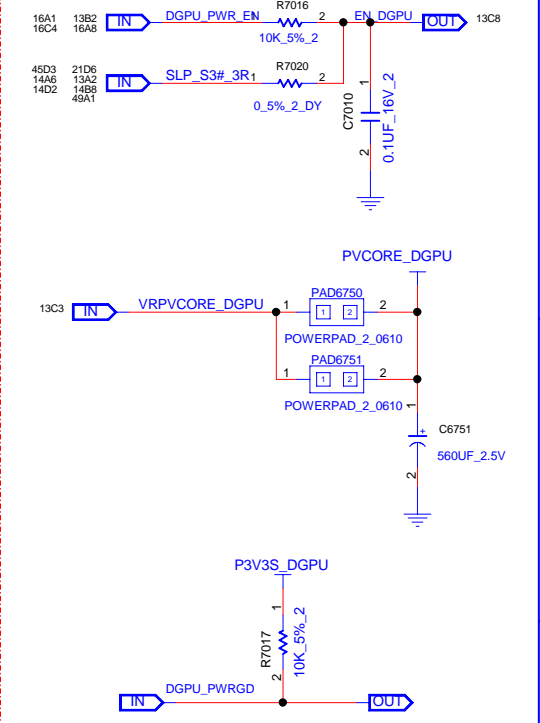 R7016
16A1 13B2 IN DGPU_PWR_EN 1 2 EN_DGPU OUT 13C8
16C4 16A8
10K_5%_2
R7020
45D3 21D6
14A6 13A2 IN SLP_S3#_3R 1 2
14D2 14B8
49A1
0_5%_2_DY
1
C7010
0.1UF_16V_2
2
PVCORE_DGPU
PAD6750
13C3 IN VRPVCORE_DGPU 1 1 2 2
POWERPAD_2_0610
PAD6751
1 1 2 2
POWERPAD_2_0610
1
+
C6751
560UF_2.5V
2
P3V3S_DGPU
1
R7017
10K_5%_2
2
IN DGPU_PWRGD OUT